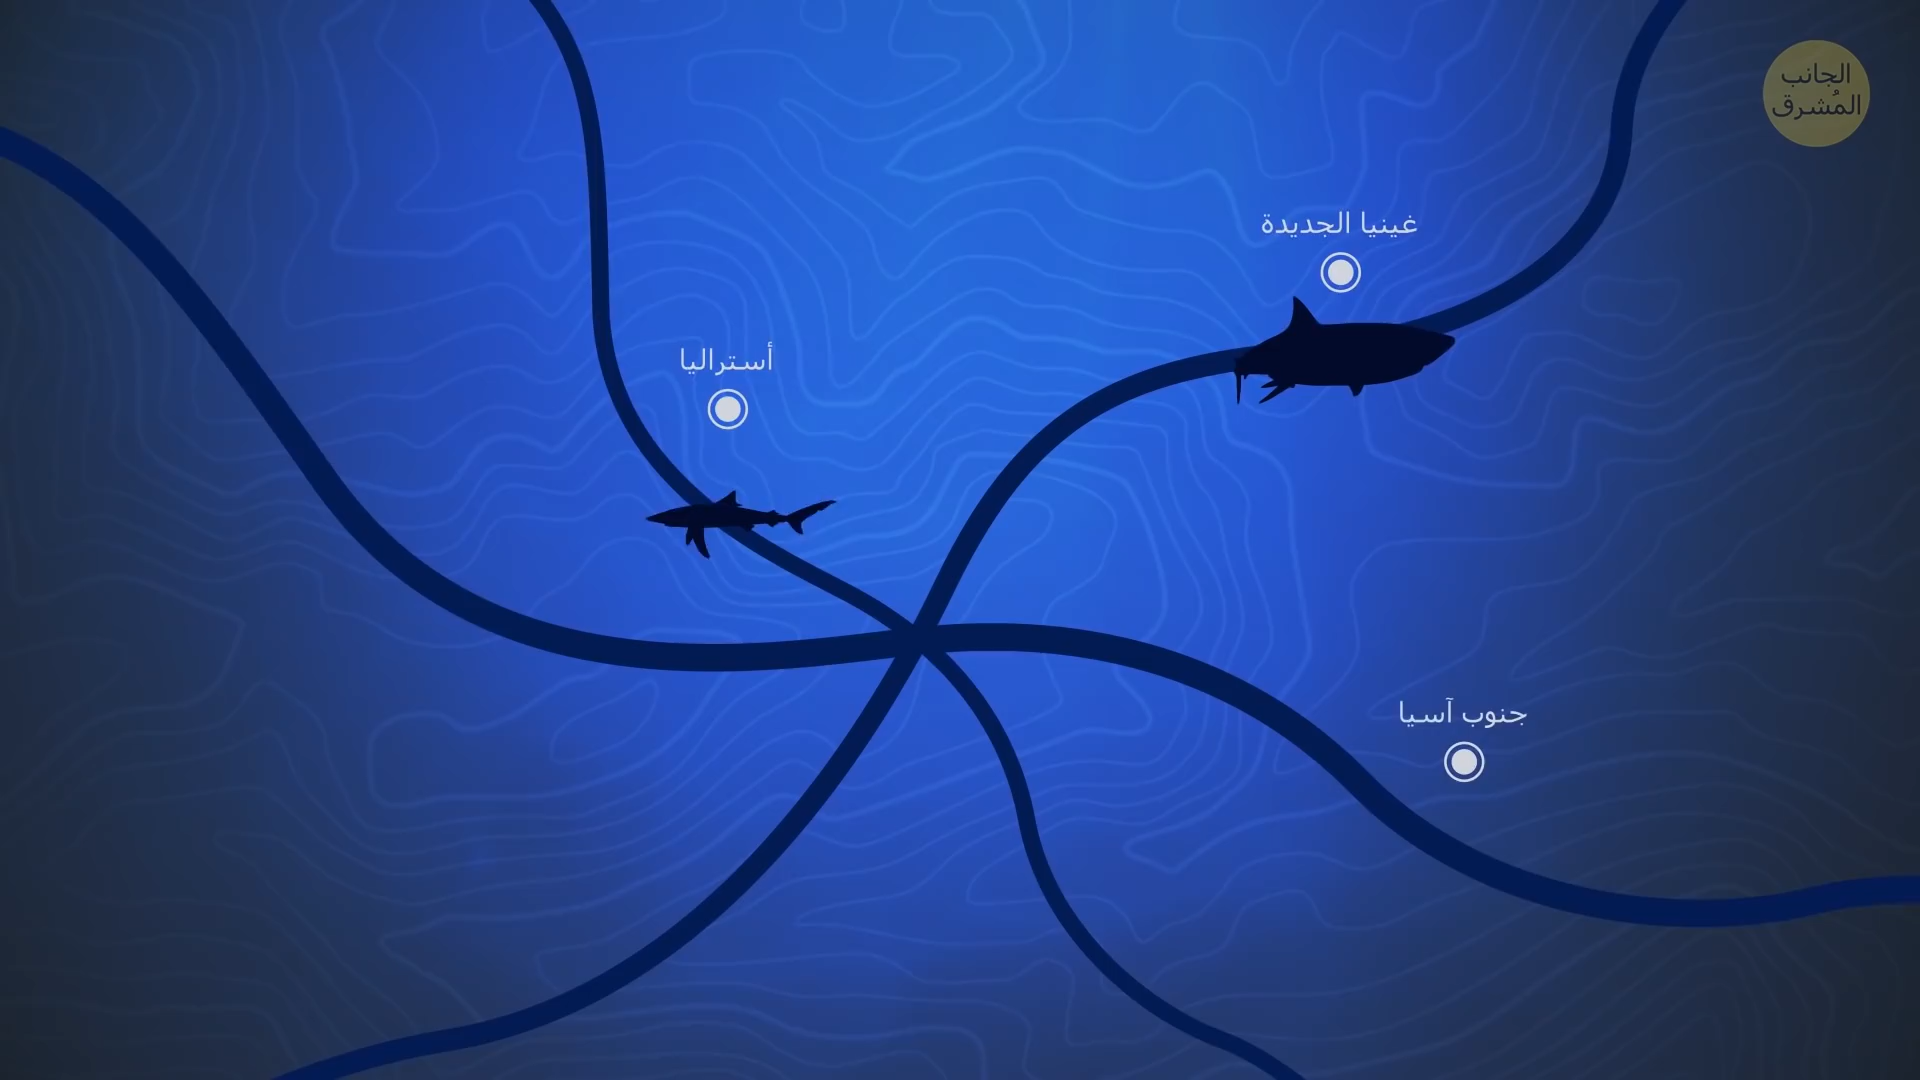 الجانب
المُشرق
غينيا الجديدة
أستراليا
جنوب آسيا